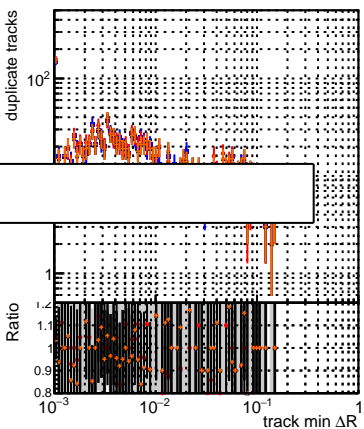 duplicate tracks
10²
1
Ratio
1.2
1.1
1
0.9
0.8
10⁻³ 10⁻² 10⁻¹ 1
track min ΔR